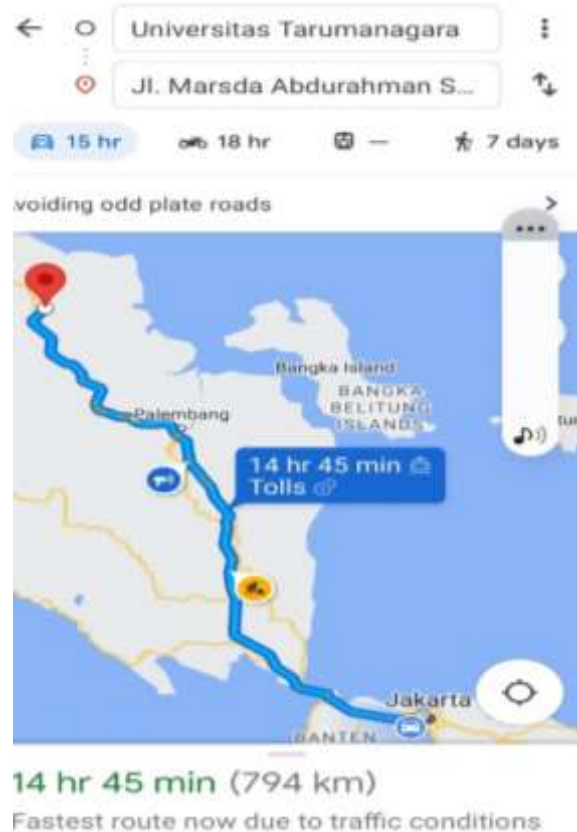 Universitas Tarumanagara
Jl. Marsda Abdurahman S...
15 hr 18 hr — 7 days
voiding odd plate roads
Bangka Island
BANGKA
BELITUNG
ISLANDS
Palembang
14 hr 45 min
Tolls
Jakarta
BANTEN
14 hr 45 min (794 km)
Fastest route now due to traffic conditions